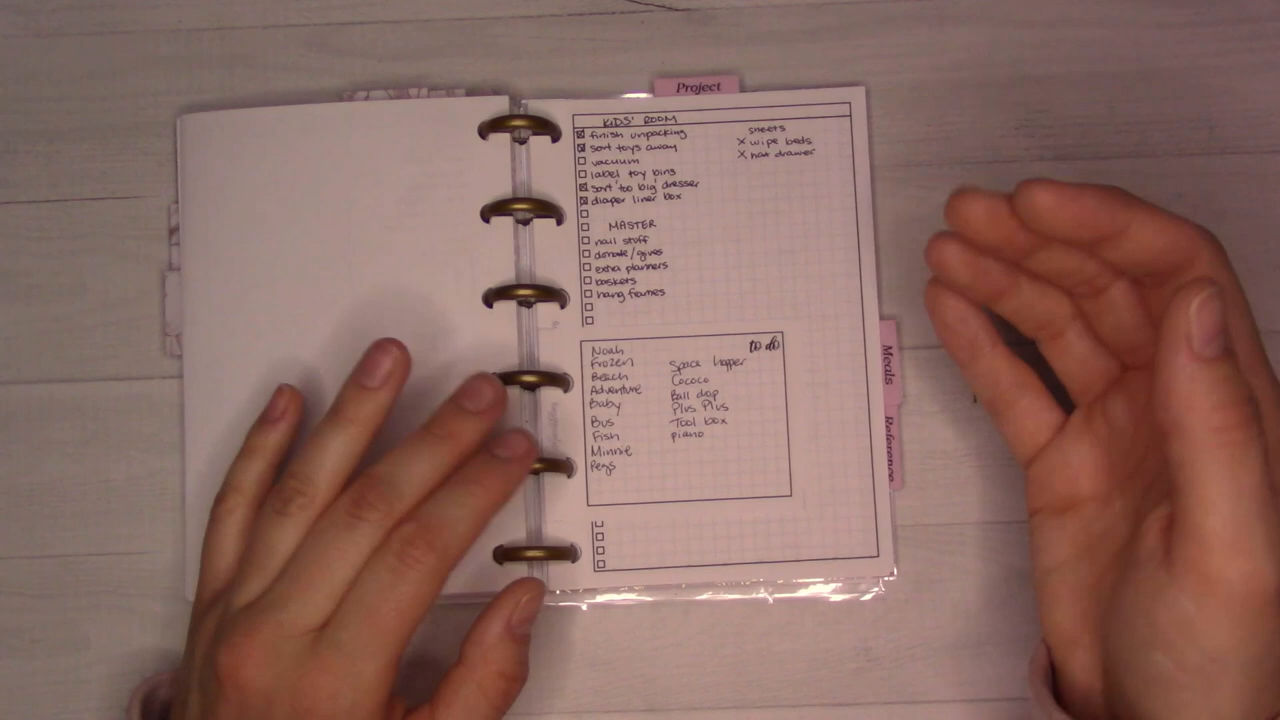 Project
KIDS' ROOM
finish unpacking
sort toys away
vacuum
label toy bins
sort 'too big' dresser
diaper liner box
sheets
X wipe beds
X hat drawer
MASTER
nail stuff
donate/gives
extra planners
baskets
hang frames
to do
Noah
Frozen
Beach
Adventure
Baby
Bus
Fish
Minnie
Pegs
Space hopper
Cococo
Ball drop
Plus Plus
Tool box
piano
Meals
Reference